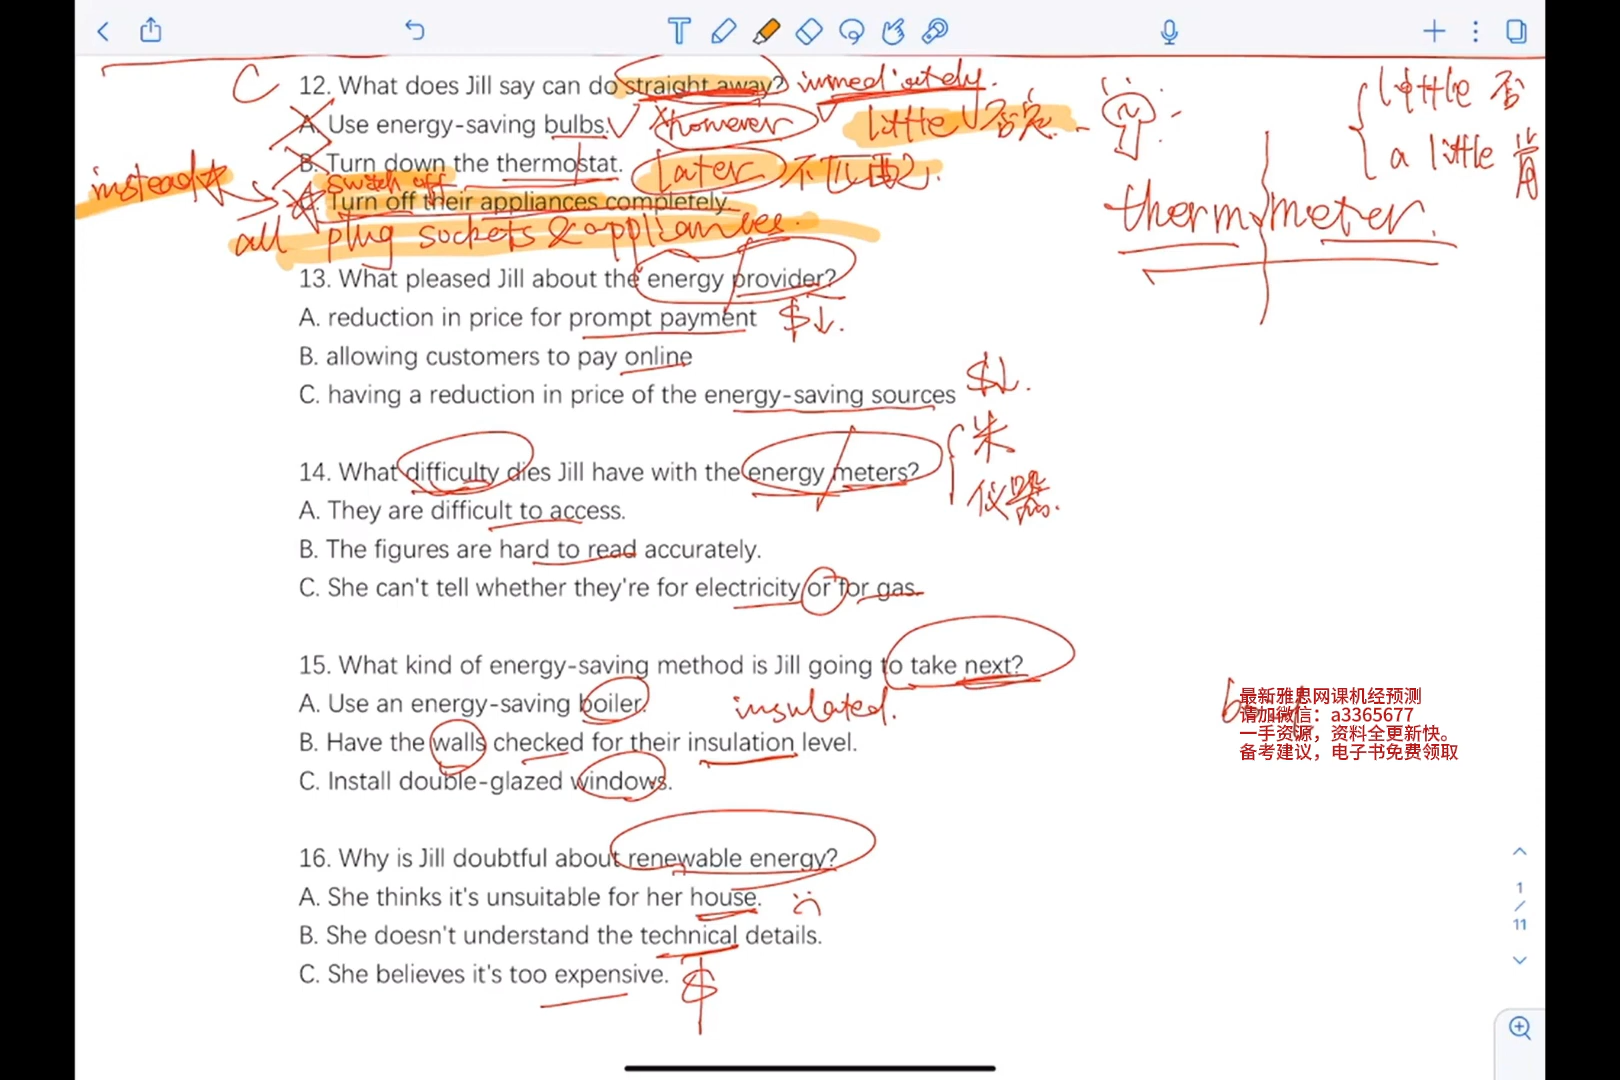 C 12. What does Jill say can do straight away? immediately.
little 否
A. Use energy-saving bulbs. however little 否定.
a little 肯
B. Turn down the thermostat. later 不匹配.
instead
switch off
C. Turn off their appliances completely.
thermometer.
all plug sockets & appliances.
13. What pleased Jill about the energy provider?
A. reduction in price for prompt payment $↓.
B. allowing customers to pay online
C. having a reduction in price of the energy-saving sources $↓.
米
14. What difficulty dies Jill have with the energy meters?
仪器.
A. They are difficult to access.
B. The figures are hard to read accurately.
C. She can't tell whether they're for electricity or for gas.
15. What kind of energy-saving method is Jill going to take next?
A. Use an energy-saving boiler. insulated.
B. Have the walls checked for their insulation level.
C. Install double-glazed windows.
最新雅思网课机经预测
请加微信：a3365677
一手资源，资料全更新快。
备考建议，电子书免费领取
16. Why is Jill doubtful about renewable energy?
A. She thinks it's unsuitable for her house.
B. She doesn't understand the technical details.
C. She believes it's too expensive. $
1
/
11